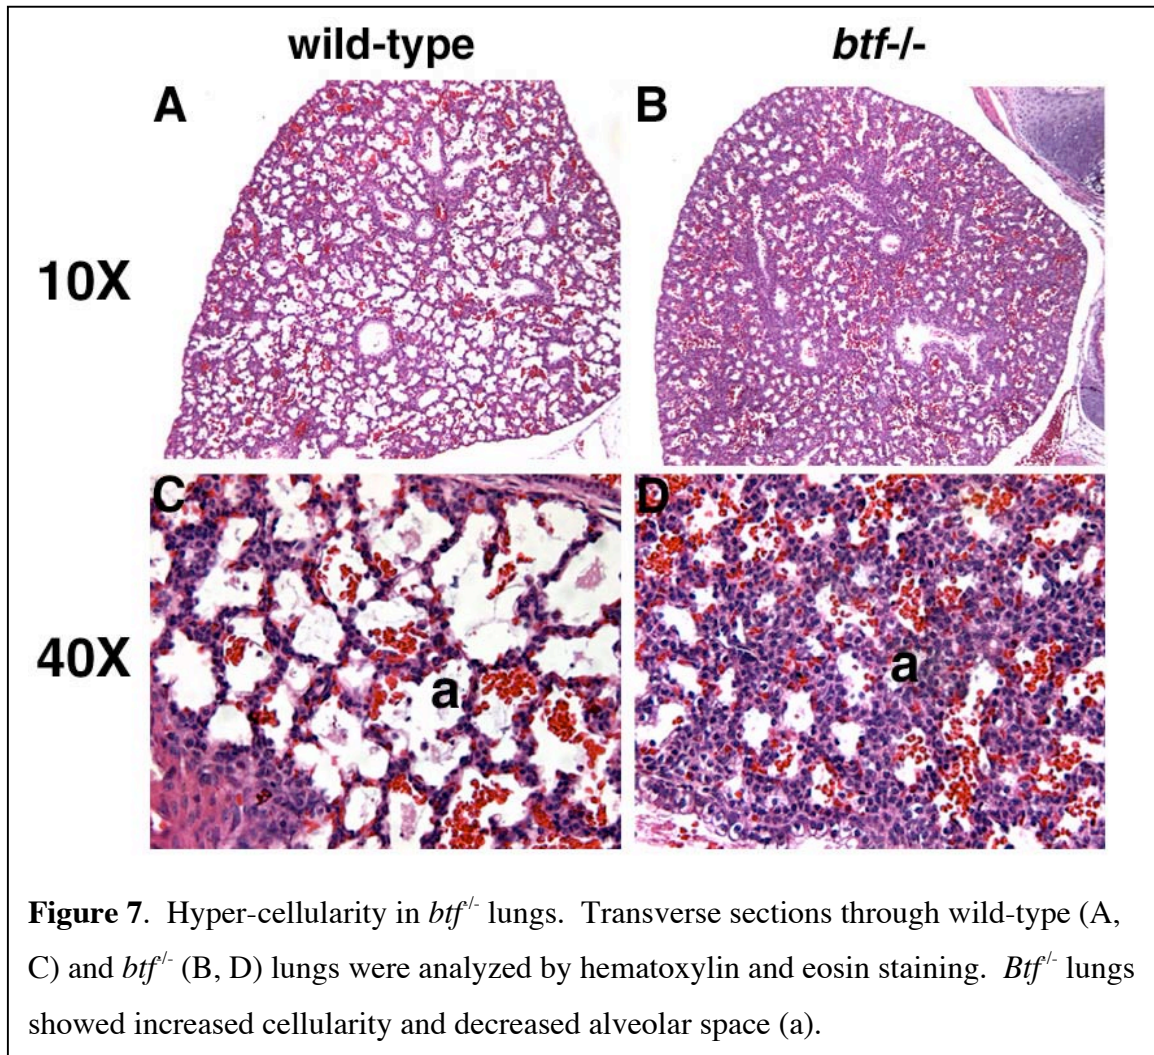 wild-type
btf-/-
A
B
10X
C
D
40X
a
a
Figure 7. Hyper-cellularity in btf-/- lungs. Transverse sections through wild-type (A,
C) and btf-/- (B, D) lungs were analyzed by hematoxylin and eosin staining. Btf-/- lungs
showed increased cellularity and decreased alveolar space (a).